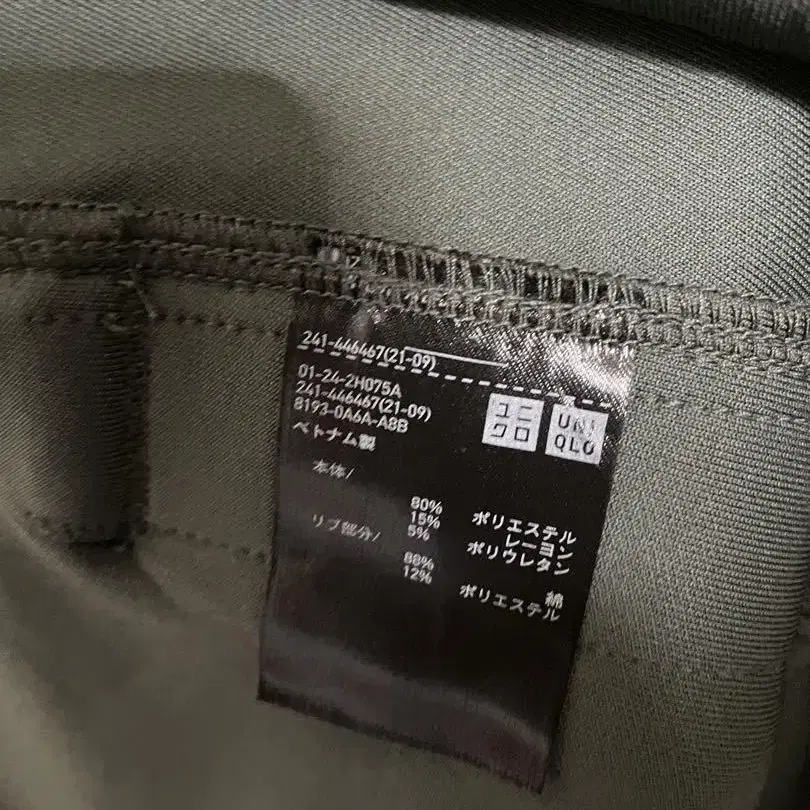 241-446467(21-09)
01-24-2H075A
241-446467(21-09)
8193-0A6A-A8B
ベトナム製
ユニ
クロ
UNI
QLO
本体/
80% ポリエステル
15% レーヨン
5% ポリウレタン
リブ部分/
88% 綿
12% ポリエステル